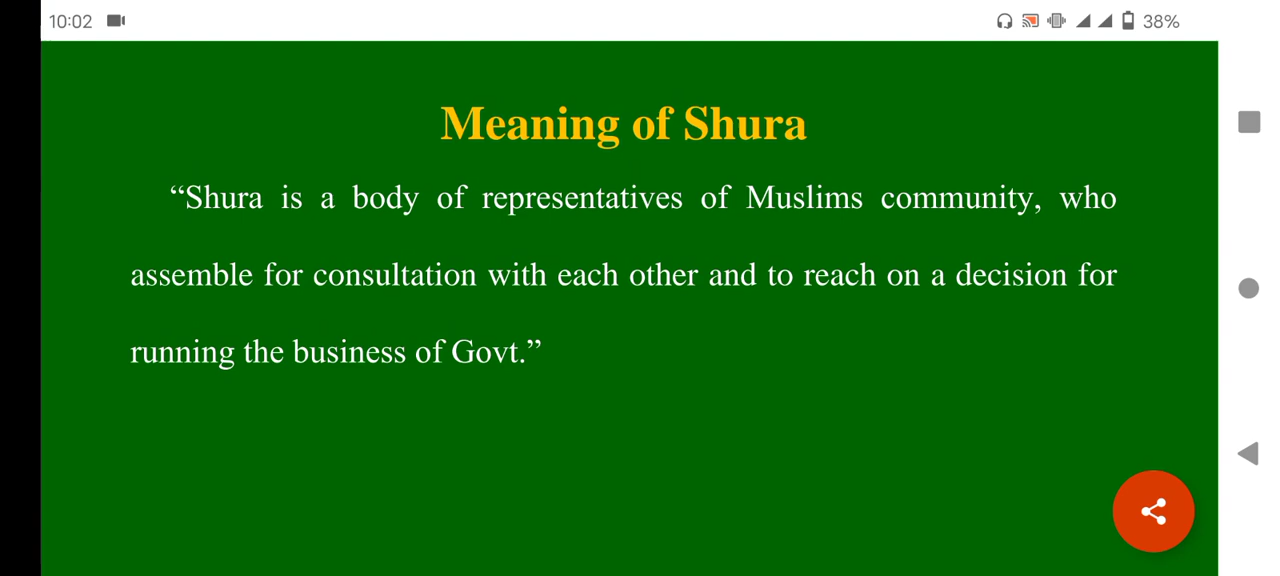 10:02 38%
Meaning of Shura
“Shura is a body of representatives of Muslims community, who
assemble for consultation with each other and to reach on a decision for
running the business of Govt.”